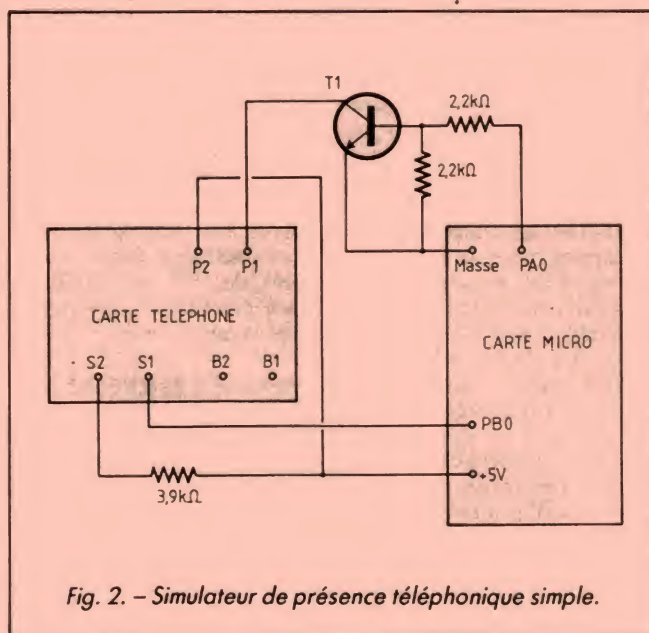 T1
2,2kΩ
2,2kΩ
P2 P1
Masse PA0
CARTE TELEPHONE
CARTE MICRO
S2 S1 B2 B1
PB0
3,9kΩ
+5V
Fig. 2. – Simulateur de présence téléphonique simple.